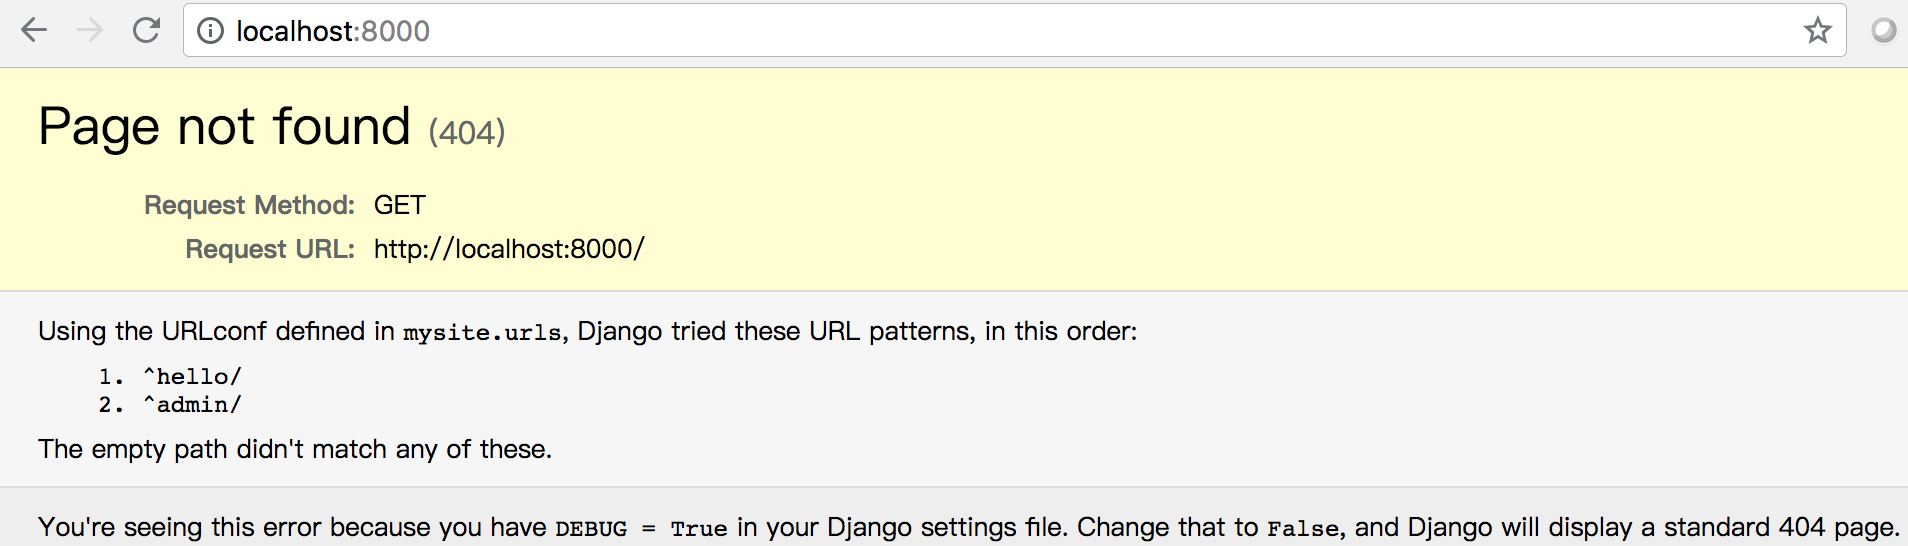 localhost:8000
Page not found (404)
Request Method: GET
Request URL: http://localhost:8000/
Using the URLconf defined in mysite.urls, Django tried these URL patterns, in this order:
1. ^hello/
2. ^admin/
The empty path didn't match any of these.
You're seeing this error because you have DEBUG = True in your Django settings file. Change that to False, and Django will display a standard 404 page.